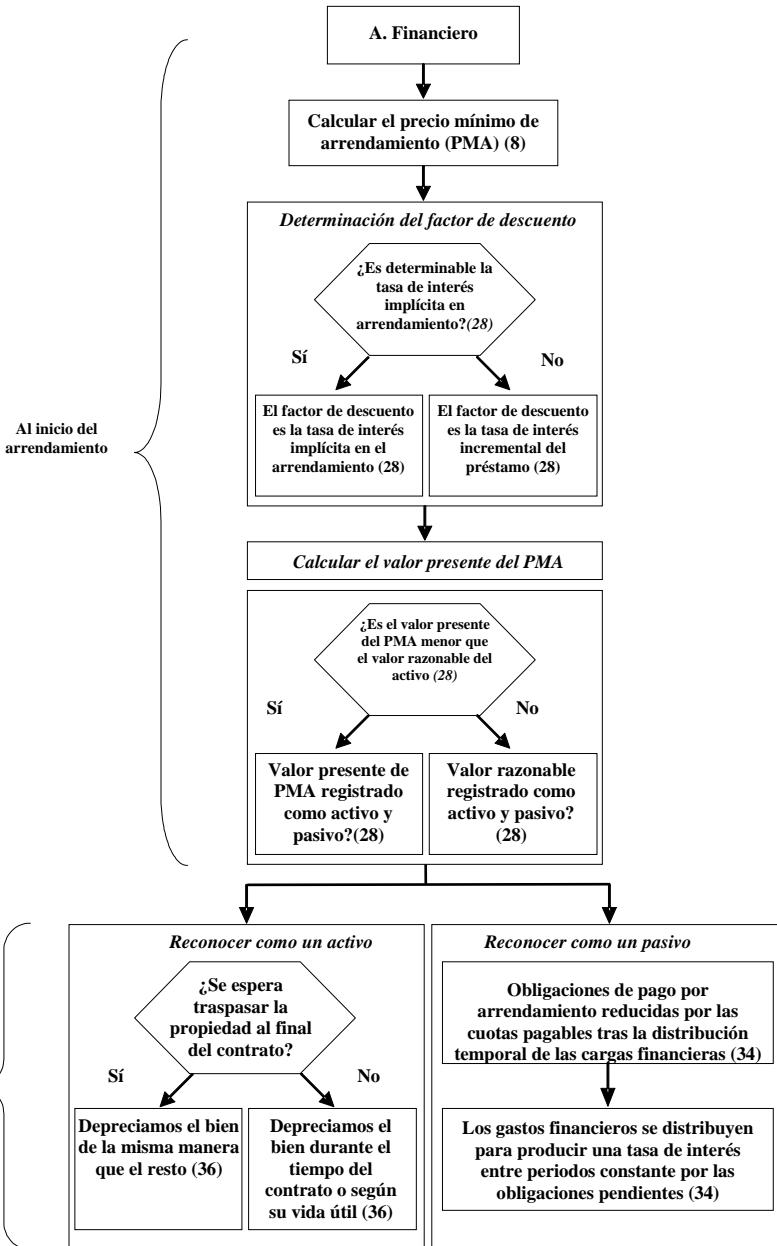 A. Financiero
Calcular el precio mínimo de
arrendamiento (PMA) (8)
Determinación del factor de descuento
¿Es determinable la
tasa de interés
implícita en
arrendamiento?(28)
Sí
No
El factor de descuento
es la tasa de interés
implícita en el
arrendamiento (28)
El factor de descuento
es la tasa de interés
incremental del
préstamo (28)
Al inicio del
arrendamiento
Calcular el valor presente del PMA
¿Es el valor presente
del PMA menor que
el valor razonable del
activo (28)
Sí
No
Valor presente de
PMA registrado
como activo y
pasivo?(28)
Valor razonable
registrado como
activo y pasivo?
(28)
Reconocer como un activo
¿Se espera
traspasar la
propiedad al final
del contrato?
Sí
No
Depreciamos el bien
de la misma manera
que el resto (36)
Depreciamos el
bien durante el
tiempo del
contrato o según
su vida útil (36)
Reconocer como un pasivo
Obligaciones de pago por
arrendamiento reducidas por las
cuotas pagables tras la distribución
temporal de las cargas financieras (34)
Los gastos financieros se distribuyen
para producir una tasa de interés
entre periodos constante por las
obligaciones pendientes (34)